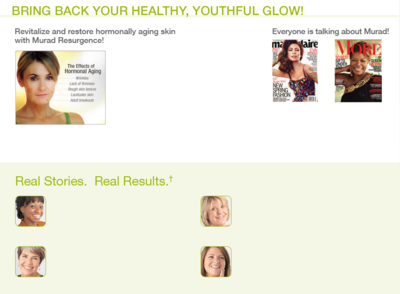 BRING BACK YOUR HEALTHY, YOUTHFUL GLOW!
Revitalize and restore hormonally aging skin
with Murad Resurgence!
Everyone is talking about Murad!
The Effects of
Hormonal Aging
Wrinkles
Lack of firmness
Rough skin texture
Lackluster skin
Adult breakouts
marie claire
MORE
NEW
SPRING
FASHION
Real Stories. Real Results.†